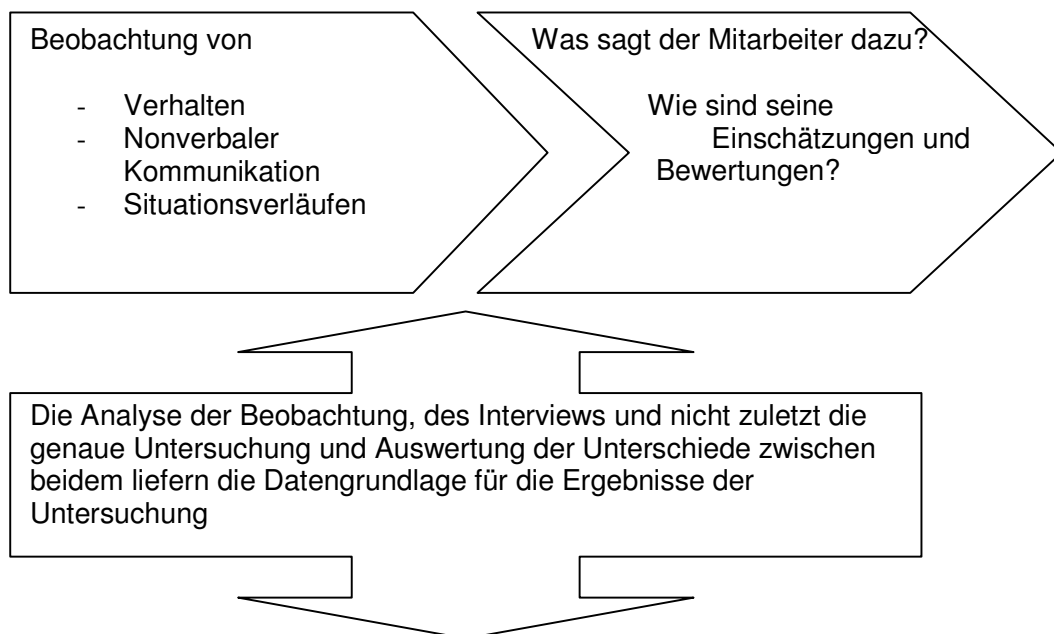 Beobachtung von
- Verhalten
- Nonverbaler
Kommunikation
- Situationsverläufen
Was sagt der Mitarbeiter dazu?
Wie sind seine
Einschätzungen und
Bewertungen?
Die Analyse der Beobachtung, des Interviews und nicht zuletzt die
genaue Untersuchung und Auswertung der Unterschiede zwischen
beidem liefern die Datengrundlage für die Ergebnisse der
Untersuchung